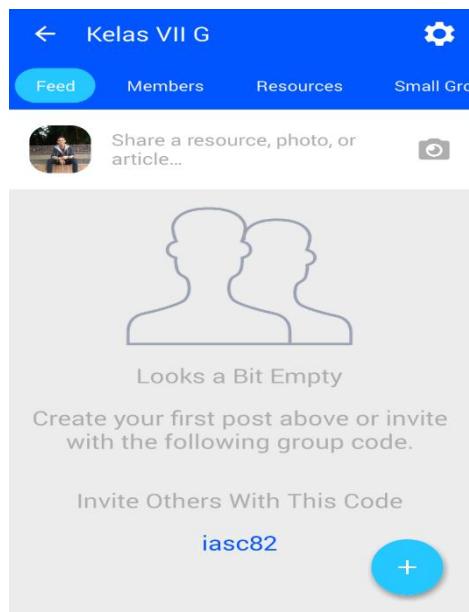 Kelas VII G
Feed Members Resources Small Gro
Share a resource, photo, or
article...
Looks a Bit Empty
Create your first post above or invite
with the following group code.
Invite Others With This Code
iasc82
+